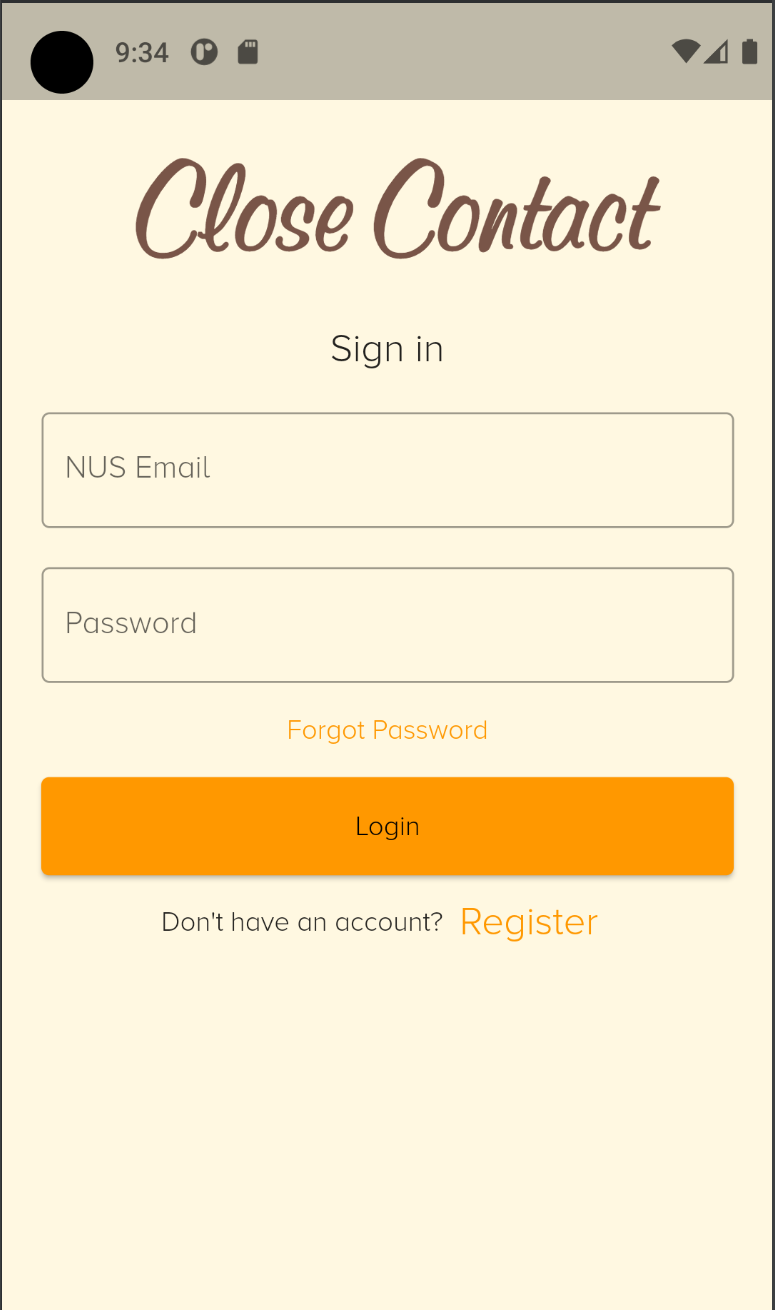 9:34
Close Contact
Sign in
NUS Email
Password
Forgot Password
Login
Don't have an account? Register